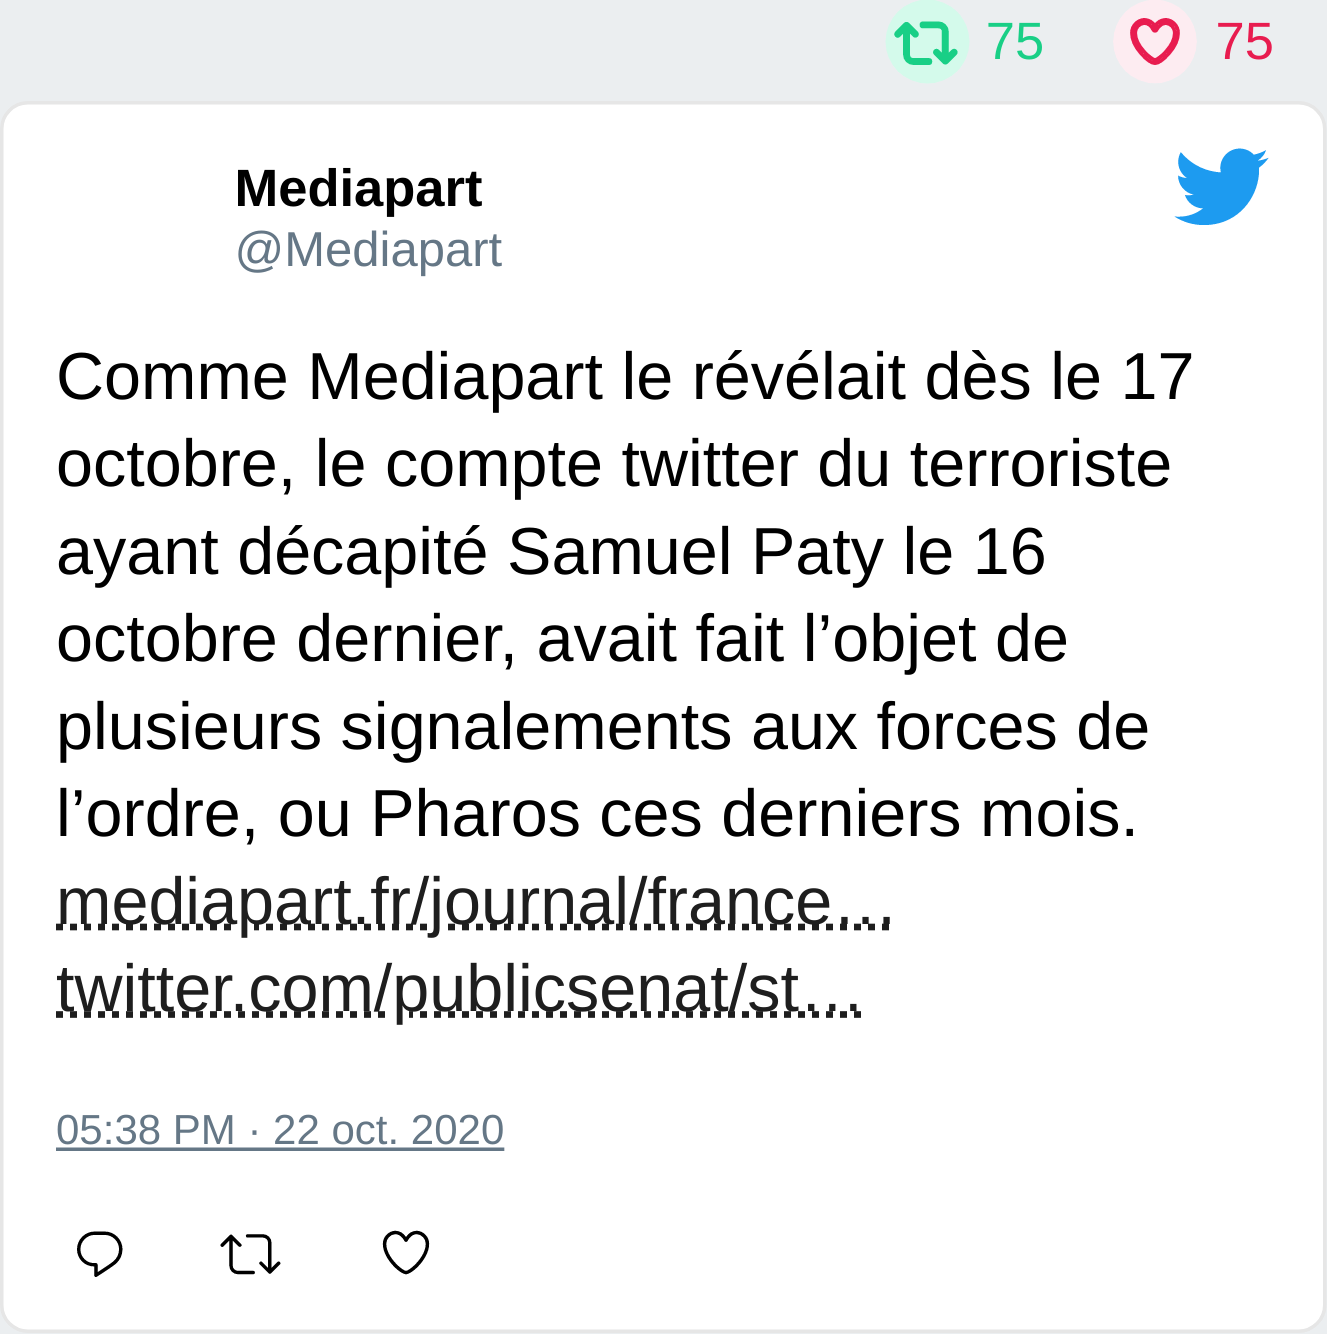 75 75
Mediapart
@Mediapart
Comme Mediapart le révélait dès le 17
octobre, le compte twitter du terroriste
ayant décapité Samuel Paty le 16
octobre dernier, avait fait l’objet de
plusieurs signalements aux forces de
l’ordre, ou Pharos ces derniers mois.
mediapart.fr/journal/france…
twitter.com/publicsenat/st…
05:38 PM · 22 oct. 2020